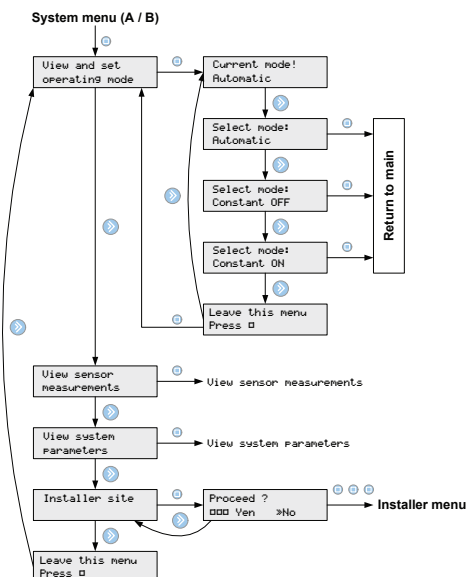 System menu (A / B)
View and set
operating mode
Current mode!
Automatic
Select mode:
Automatic
Select mode:
Constant OFF
Select mode:
Constant ON
Leave this menu
Press ¤
Return to main
View sensor
measurements
View sensor measurements
View system
parameters
View system parameters
Installer site
Proceed ?
¤¤¤ Yen »No
Installer menu
Leave this menu
Press ¤